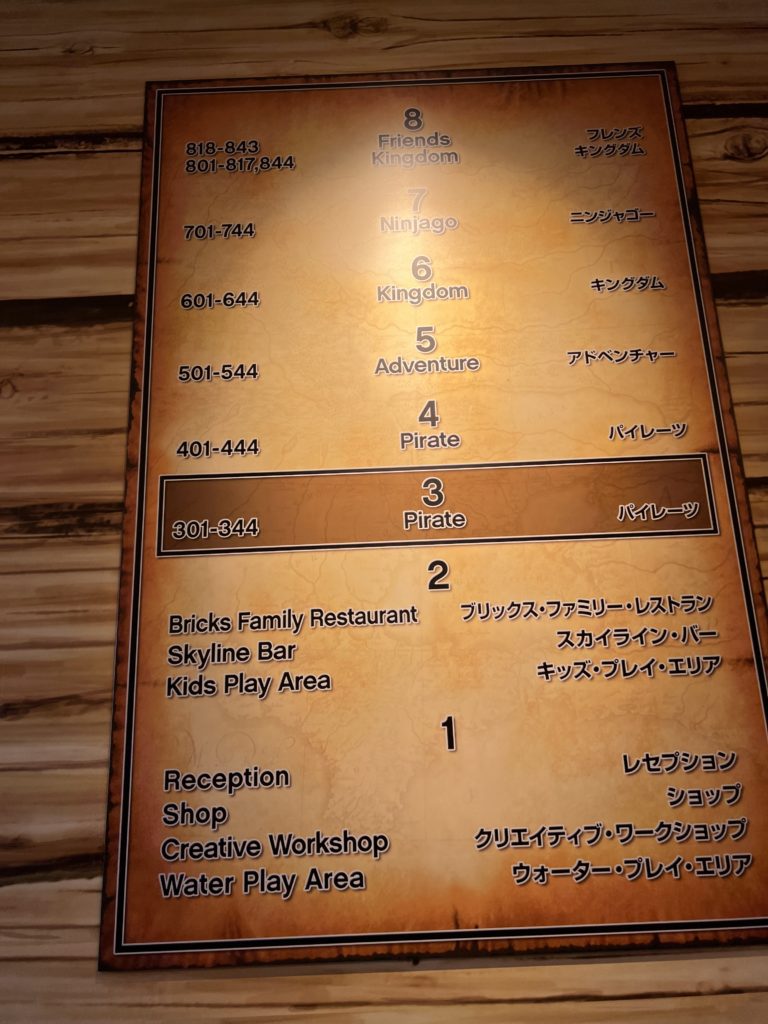 8
818-843 Friends フレンズ
801-817,844 Kingdom キングダム
7
701-744 Ninjago ニンジャゴー
6
601-644 Kingdom キングダム
5
501-544 Adventure アドベンチャー
4
401-444 Pirate パイレーツ
3
301-344 Pirate パイレーツ
2
Bricks Family Restaurant ブリックス・ファミリー・レストラン
Skyline Bar スカイライン・バー
Kids Play Area キッズ・プレイ・エリア
1
Reception レセプション
Shop ショップ
Creative Workshop クリエイティブ・ワークショップ
Water Play Area ウォーター・プレイ・エリア